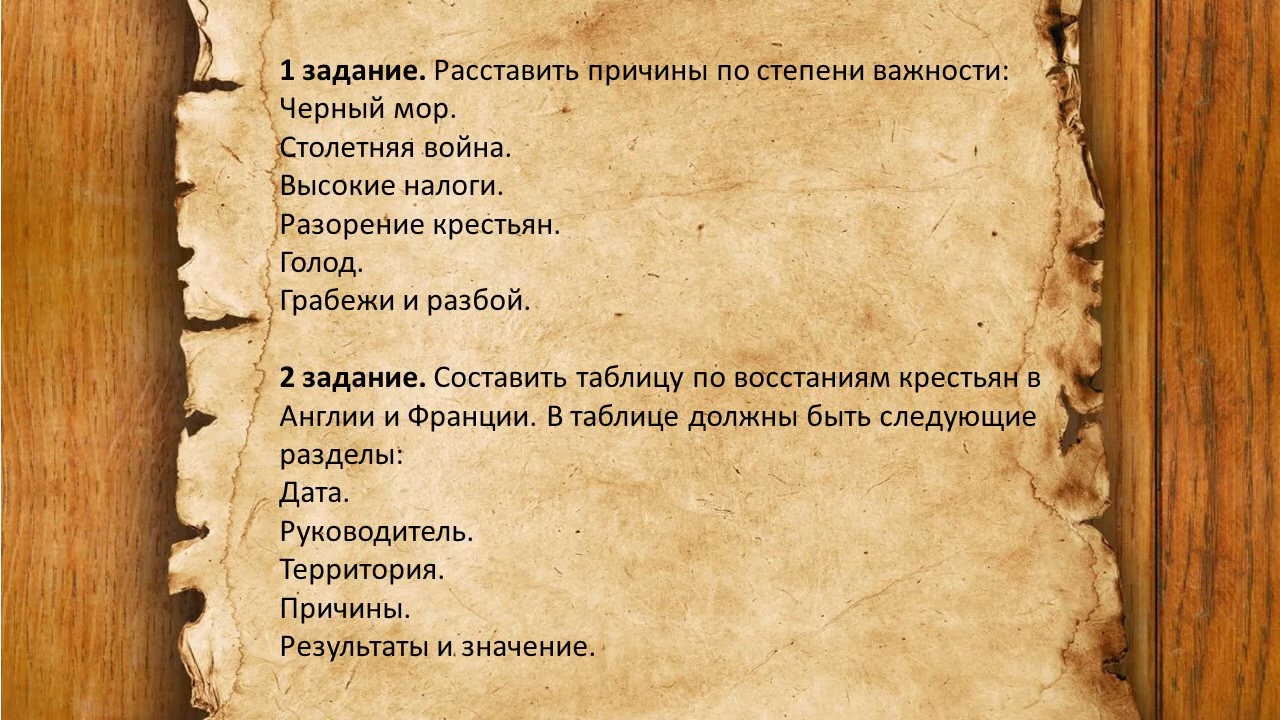 1 задание. Расставить причины по степени важности:
Черный мор.
Столетняя война.
Высокие налоги.
Разорение крестьян.
Голод.
Грабежи и разбой.
2 задание. Составить таблицу по восстаниям крестьян в
Англии и Франции. В таблице должны быть следующие
разделы:
Дата.
Руководитель.
Территория.
Причины.
Результаты и значение.